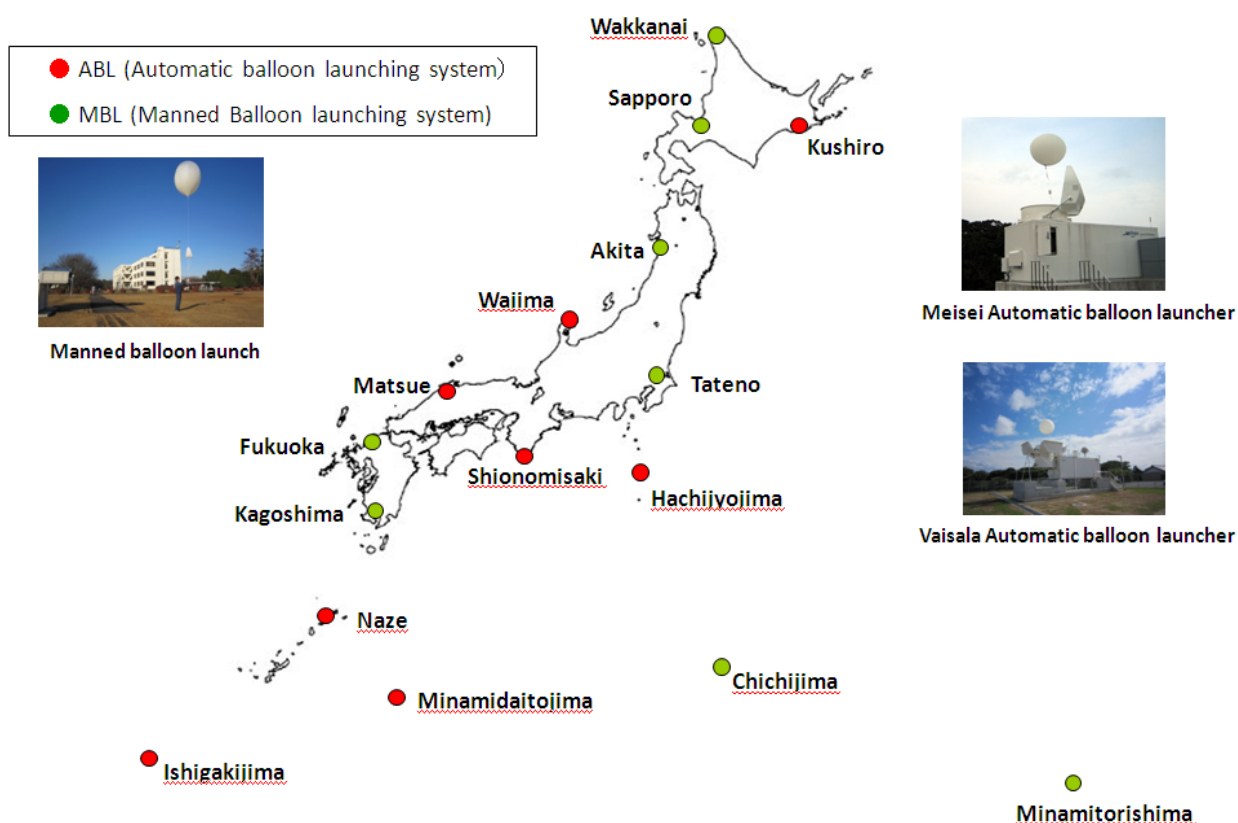 Wakkanai
ABL (Automatic balloon launching system)
MBL (Manned Balloon launching system)
Sapporo
Kushiro
Akita
Wajima
Meisei Automatic balloon launcher
Manned balloon launch
Matsue
Tateno
Fukuoka
Shionomisaki
Hachijyojima
Kagoshima
Vaisala Automatic balloon launcher
Naze
Chichijima
Minamidaitojima
Ishigakijima
Minamitorishima